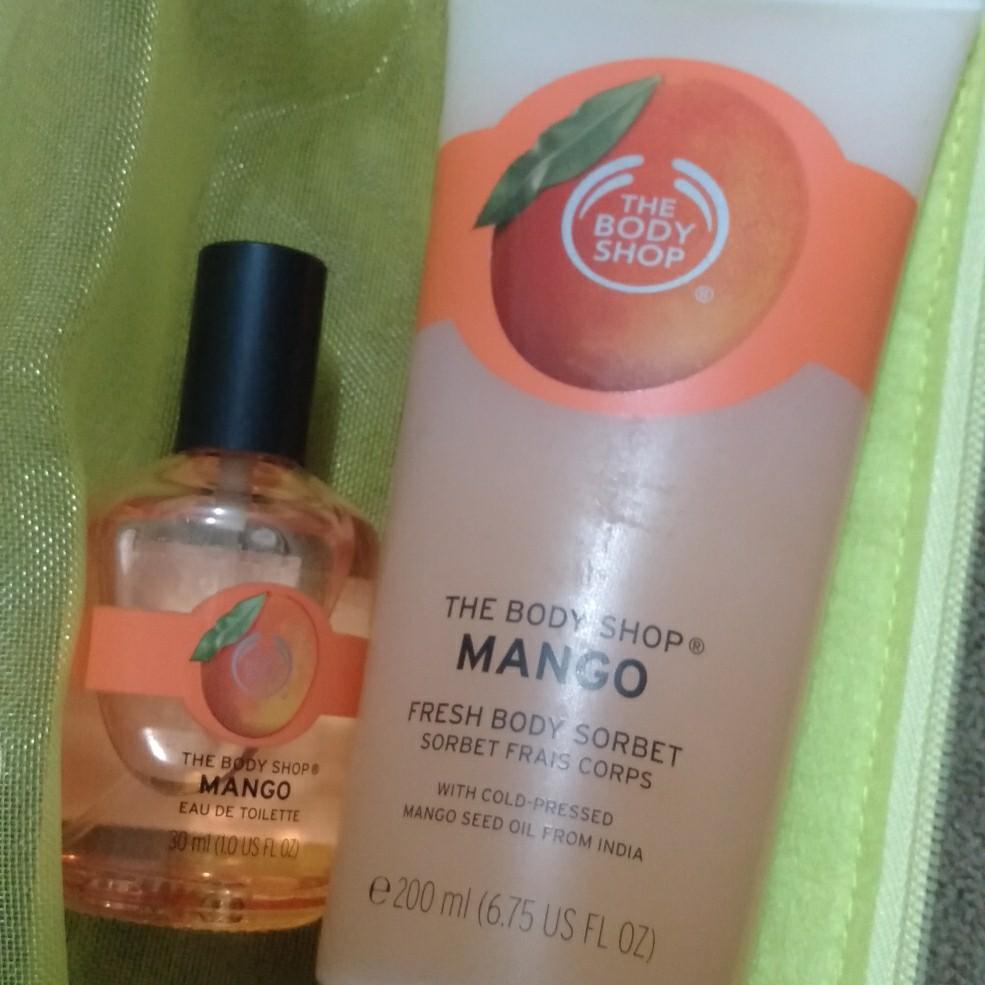 THE
BODY
SHOP
®
THE BODY SHOP®
MANGO
FRESH BODY SORBET
SORBET FRAIS CORPS
WITH COLD-PRESSED
MANGO SEED OIL FROM INDIA
e 200 ml (6.75 US FL OZ)
THE BODY SHOP®
MANGO
EAU DE TOILETTE
30 ml (1.0 US FL OZ)